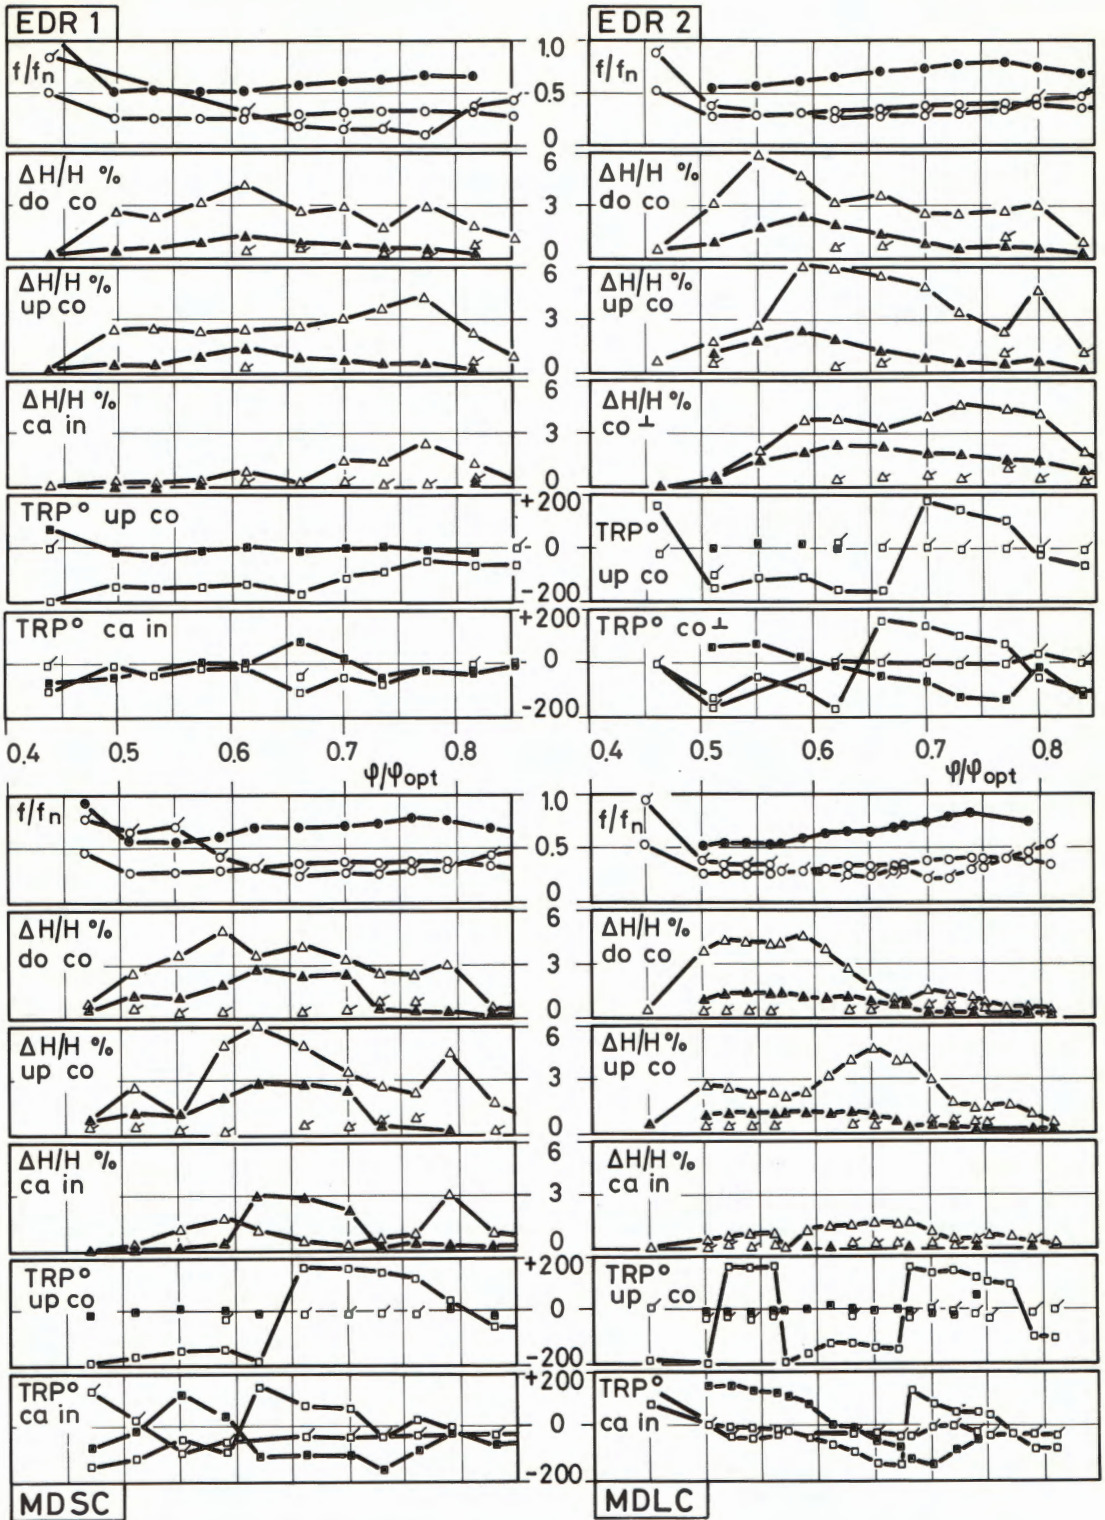 EDR 1
EDR 2
f/fn
1.0
0.5
0
ΔH/H %
do co
6
3
0
ΔH/H %
do co
ΔH/H %
up co
6
3
0
ΔH/H %
up co
ΔH/H %
ca in
6
3
0
ΔH/H %
co ⊥
TRP° up co
+200
0
-200
TRP°
up co
TRP° ca in
+200
0
-200
TRP° co ⊥
0.4
0.5
0.6
0.7
0.8
φ/φopt
0.4
0.5
0.6
0.7
0.8
φ/φopt
f/fn
1.0
0.5
0
f/fn
ΔH/H %
do co
6
3
0
ΔH/H %
do co
ΔH/H %
up co
6
3
0
ΔH/H %
up co
ΔH/H %
ca in
6
3
0
ΔH/H %
ca in
TRP°
up co
+200
0
-200
TRP°
up co
TRP°
ca in
+200
0
-200
TRP°
ca in
MDSC
MDLC